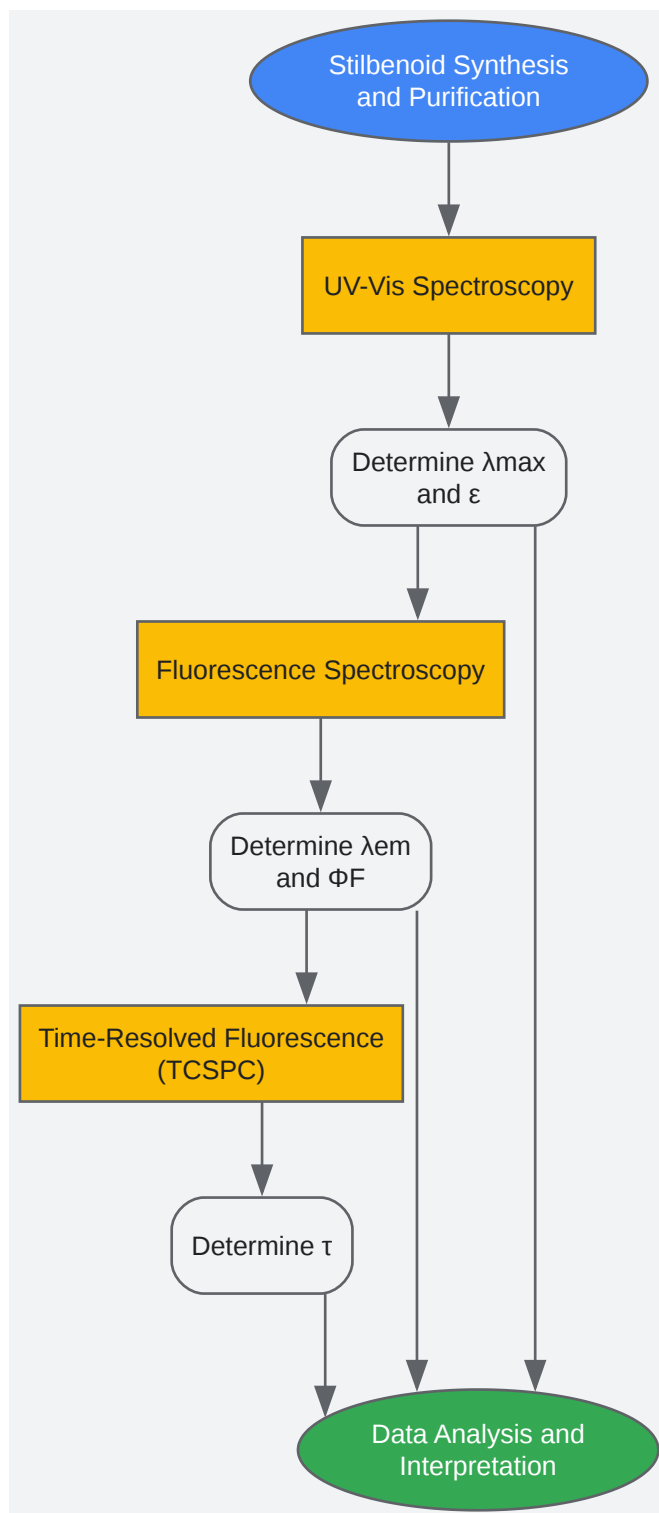 Stilbenoid Synthesis
and Purification
UV-Vis Spectroscopy
Determine λmax
and ε
Fluorescence Spectroscopy
Determine λem
and ΦF
Time-Resolved Fluorescence
(TCSPC)
Determine τ
Data Analysis and
Interpretation